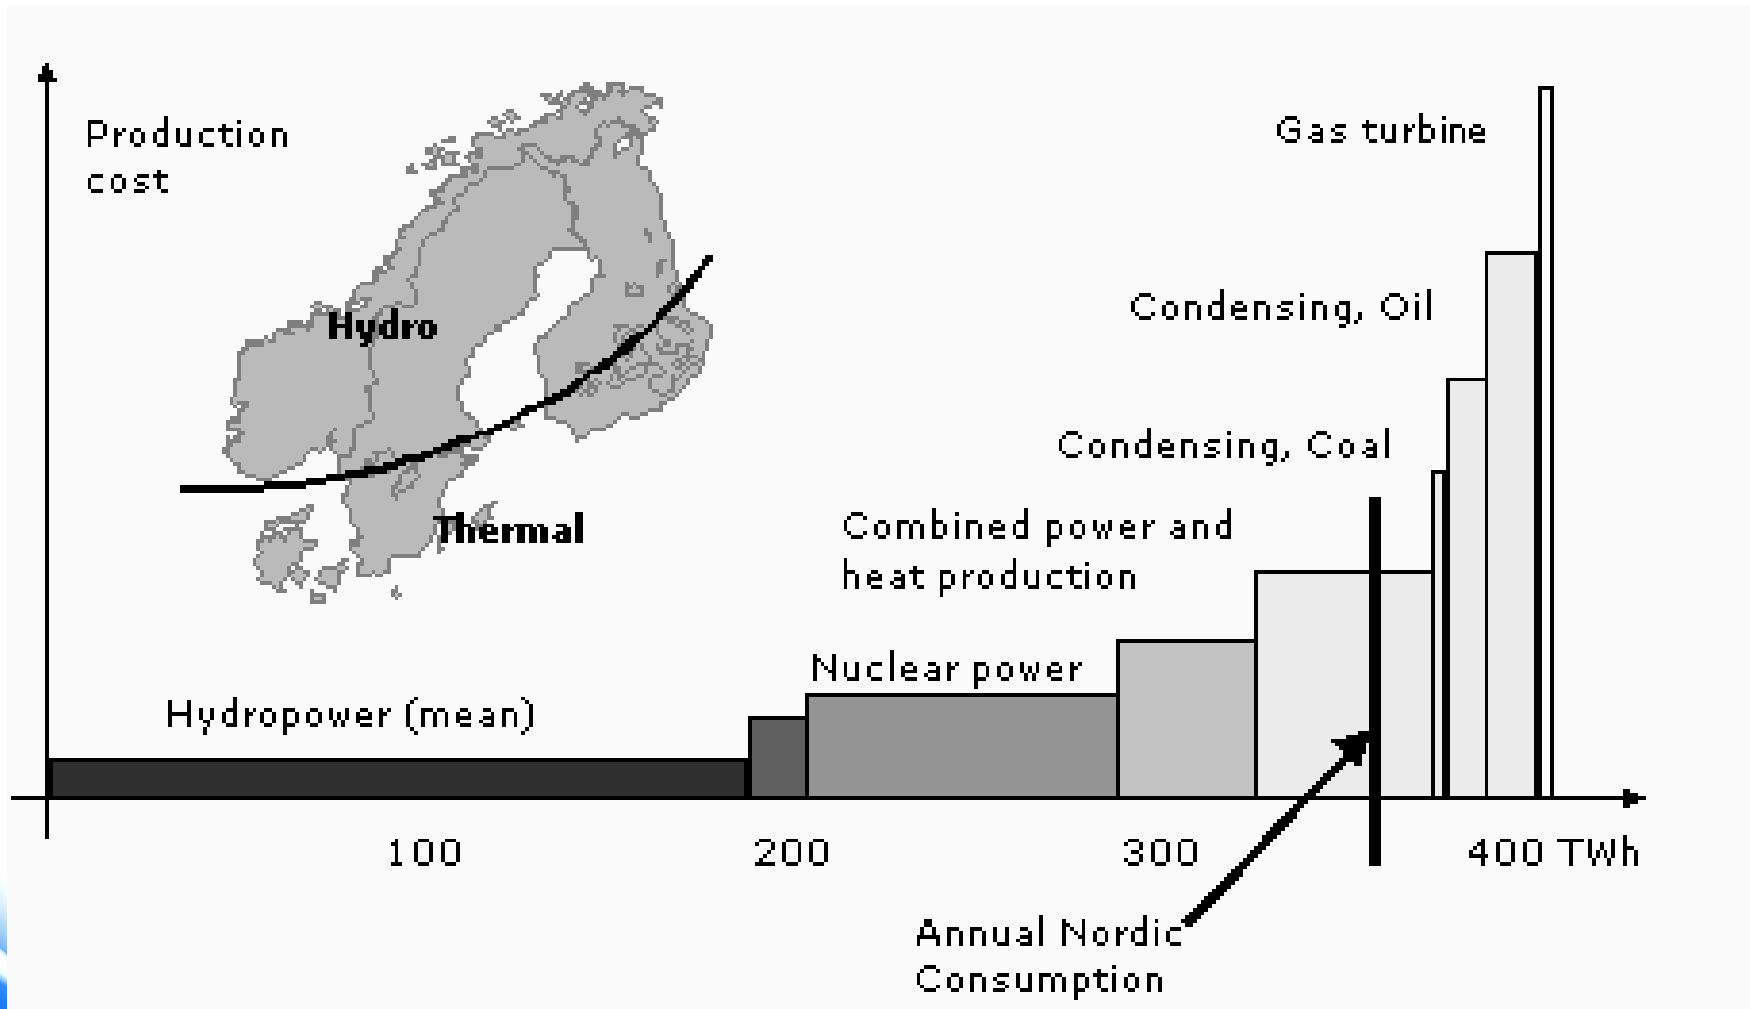 Production
cost
Gas turbine
Condensing, Oil
Hydro
Condensing, Coal
Thermal
Combined power and
heat production
Nuclear power
Hydropower (mean)
100
200
300
400 TWh
Annual Nordic
Consumption